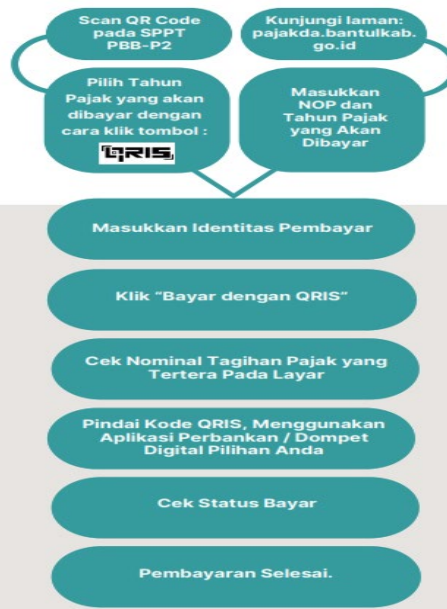 Scan QR Code
pada SPPT
PBB-P2
Pilih Tahun
Pajak yang akan
dibayar dengan
cara klik tombol :
QRIS
Kunjungi laman:
pajakda.bantulkab.
go.id
Masukkan
NOP dan
Tahun Pajak
yang Akan
Dibayar
Masukkan Identitas Pembayar
Klik "Bayar dengan QRIS"
Cek Nominal Tagihan Pajak yang
Tertera Pada Layar
Pindai Kode QRIS, Menggunakan
Aplikasi Perbankan / Dompet
Digital Pilihan Anda
Cek Status Bayar
Pembayaran Selesai.